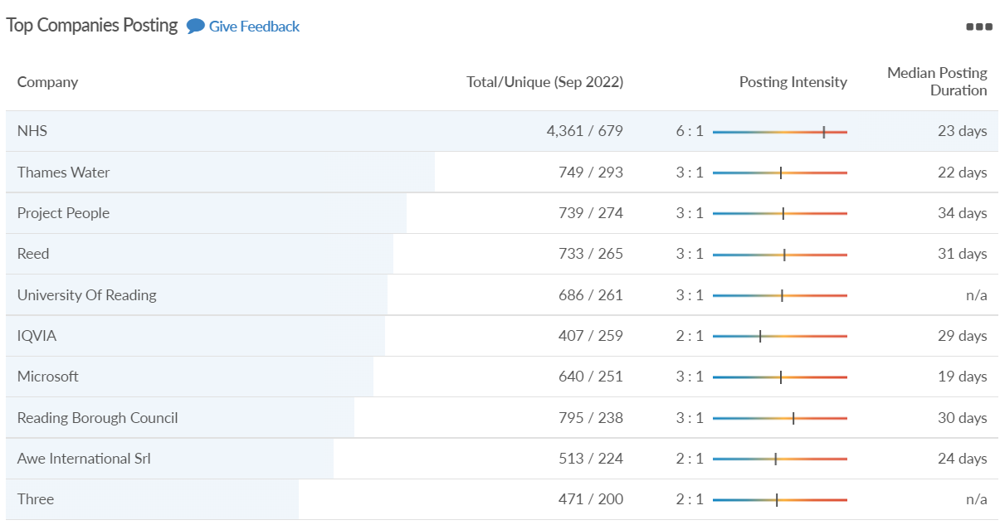 Top Companies Posting Give Feedback
Company Total/Unique (Sep 2022) Posting Intensity Median Posting
Duration
NHS 4,361 / 679 6 : 1 23 days
Thames Water 749 / 293 3 : 1 22 days
Project People 739 / 274 3 : 1 34 days
Reed 733 / 265 3 : 1 31 days
University Of Reading 686 / 261 3 : 1 n/a
IQVIA 407 / 259 2 : 1 29 days
Microsoft 640 / 251 3 : 1 19 days
Reading Borough Council 795 / 238 3 : 1 30 days
Awe International Srl 513 / 224 2 : 1 24 days
Three 471 / 200 2 : 1 n/a